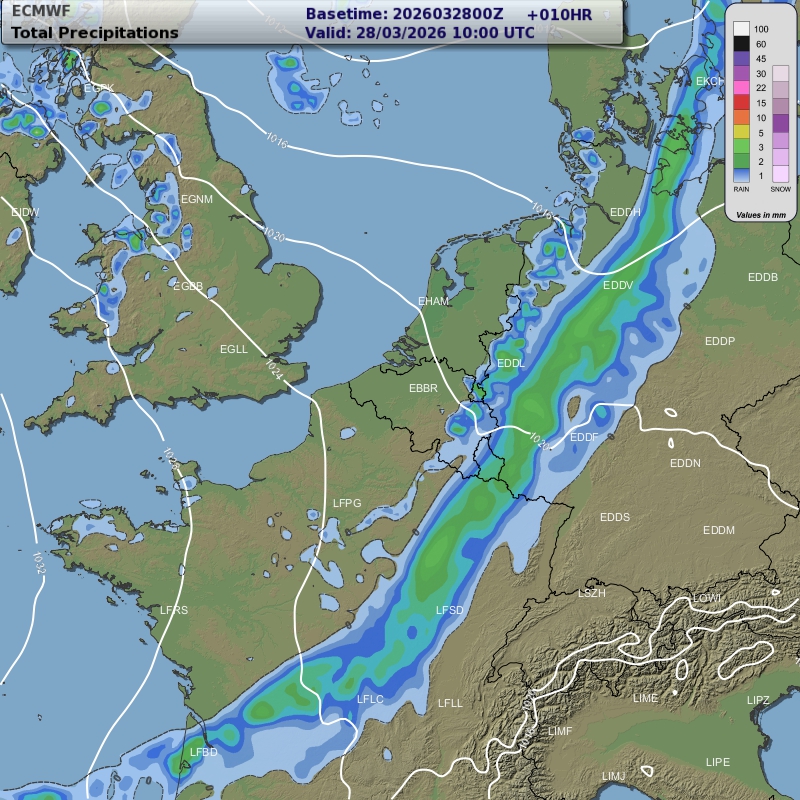 ECMWF
Basetime: 2026032800Z +010HR
Total Precipitations
Valid: 28/03/2026 10:00 UTC
100
60
45
30
22
15
10
5
3
2
1
RAIN
SNOW
Values in mm
EKCH
1016
EIDW
EGNM
1016
EDDH
1020
EGBB
EHAM
EDDV
EDDB
EGLL
EDDL
EDDP
1024
EBBR
1020
EDDF
EDDN
LFPG
EDDS
EDDM
1032
LFRS
LFSD
LSZH
LOWI
LFLC
LFLL
LIME
LIPZ
LIMF
LFBD
LIPE
LIMJ